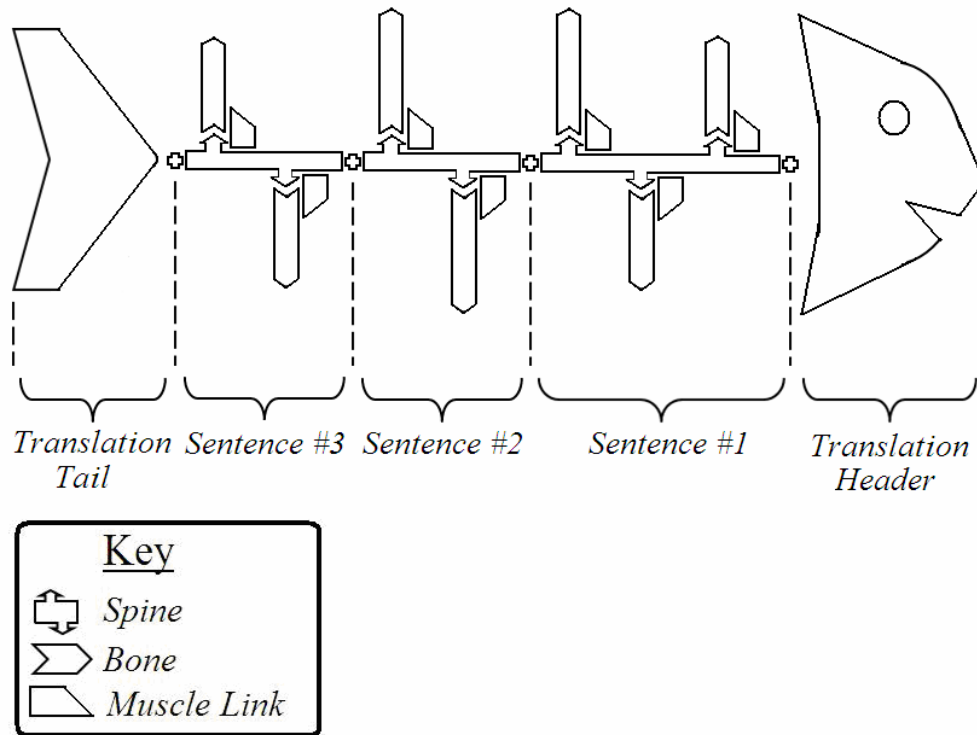 Translation
Tail
Sentence #3
Sentence #2
Sentence #1
Translation
Header
Key
Spine
Bone
Muscle Link